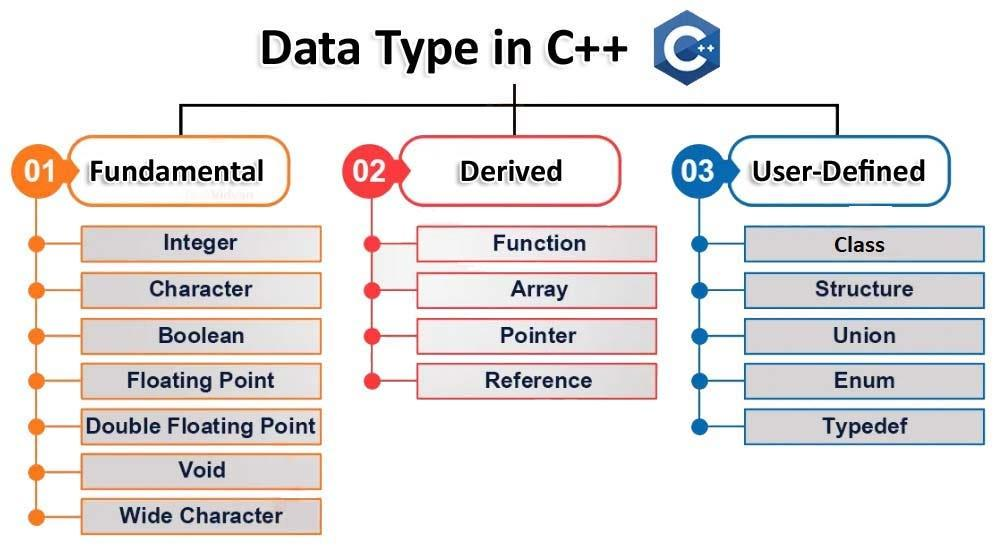 Data Type in C++
C++
01 Fundamental
Integer
Character
Boolean
Floating Point
Double Floating Point
Void
Wide Character
02 Derived
Function
Array
Pointer
Reference
03 User-Defined
Class
Structure
Union
Enum
Typedef